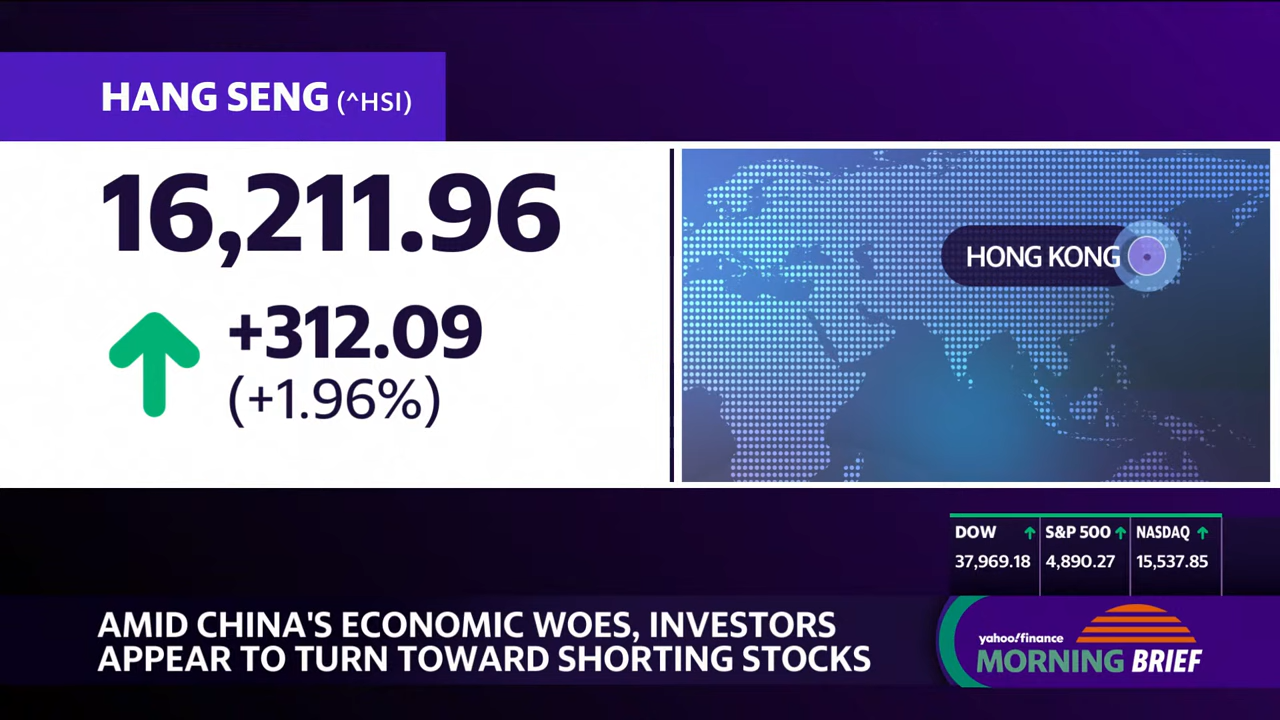 HANG SENG (^HSI)
16,211.96
+312.09
(+1.96%)
HONG KONG
DOW
37,969.18
S&P 500
4,890.27
NASDAQ
15,537.85
AMID CHINA'S ECONOMIC WOES, INVESTORS
APPEAR TO TURN TOWARD SHORTING STOCKS
yahoo!finance
MORNING BRIEF